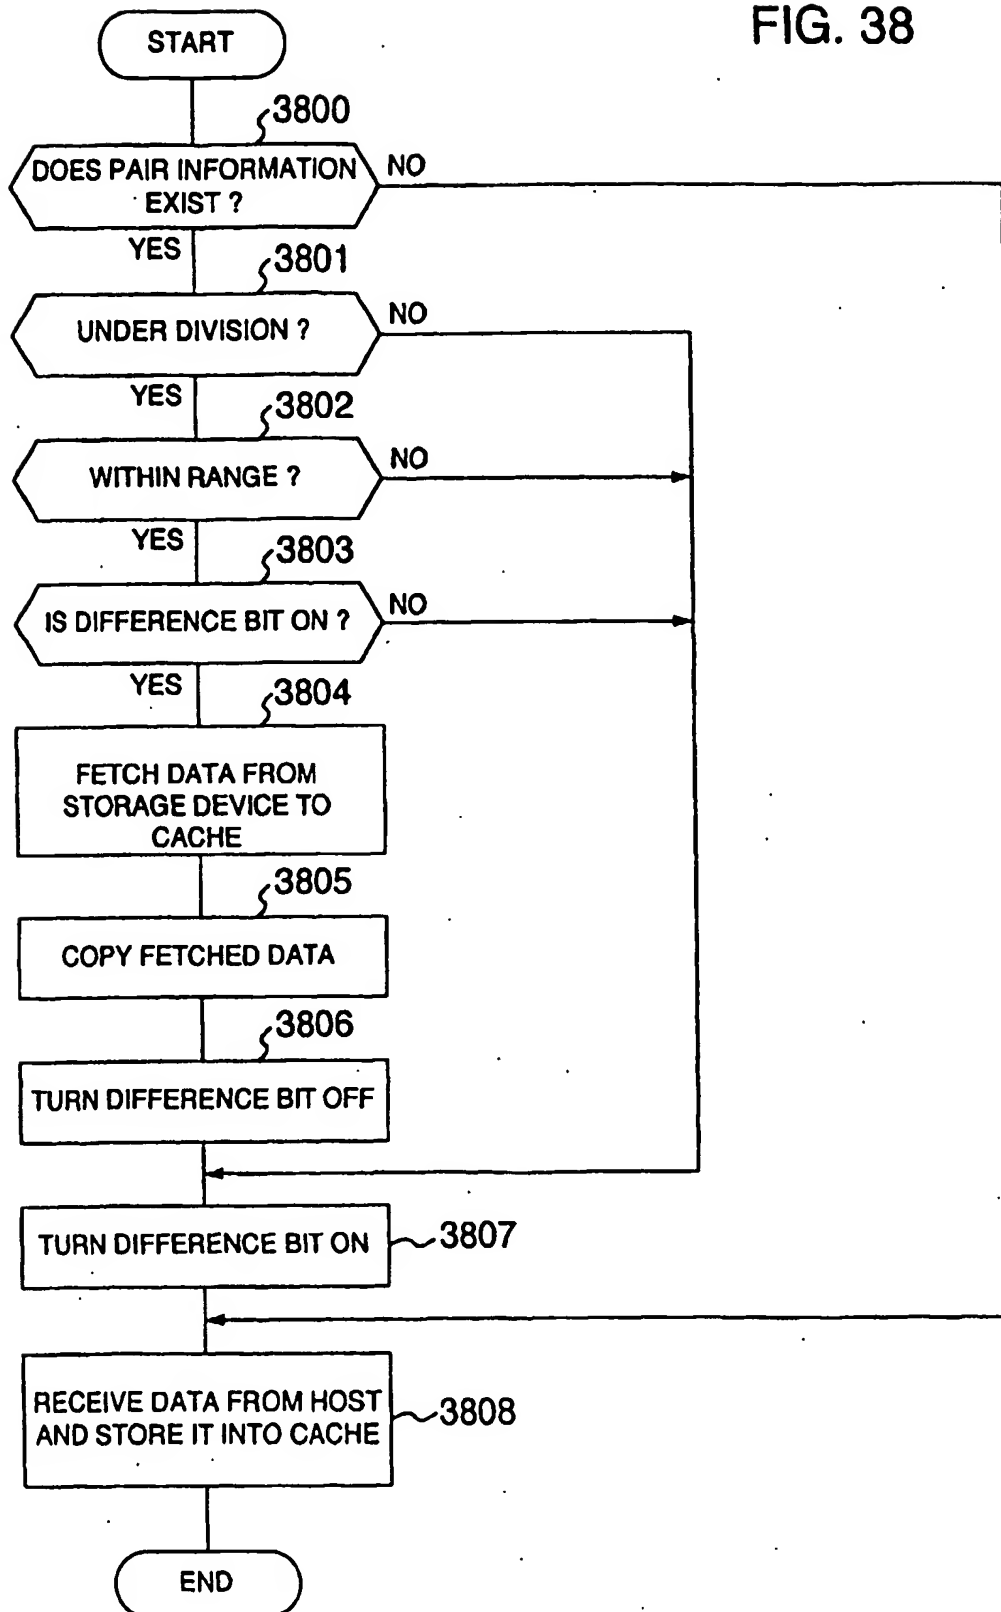 FIG. 38
START
3800
DOES PAIR INFORMATION
EXIST ?
NO
YES
3801
UNDER DIVISION ?
NO
YES
3802
WITHIN RANGE ?
NO
YES
3803
IS DIFFERENCE BIT ON ?
NO
YES
3804
FETCH DATA FROM
STORAGE DEVICE TO
CACHE
3805
COPY FETCHED DATA
3806
TURN DIFFERENCE BIT OFF
TURN DIFFERENCE BIT ON
3807
RECEIVE DATA FROM HOST
AND STORE IT INTO CACHE
3808
END